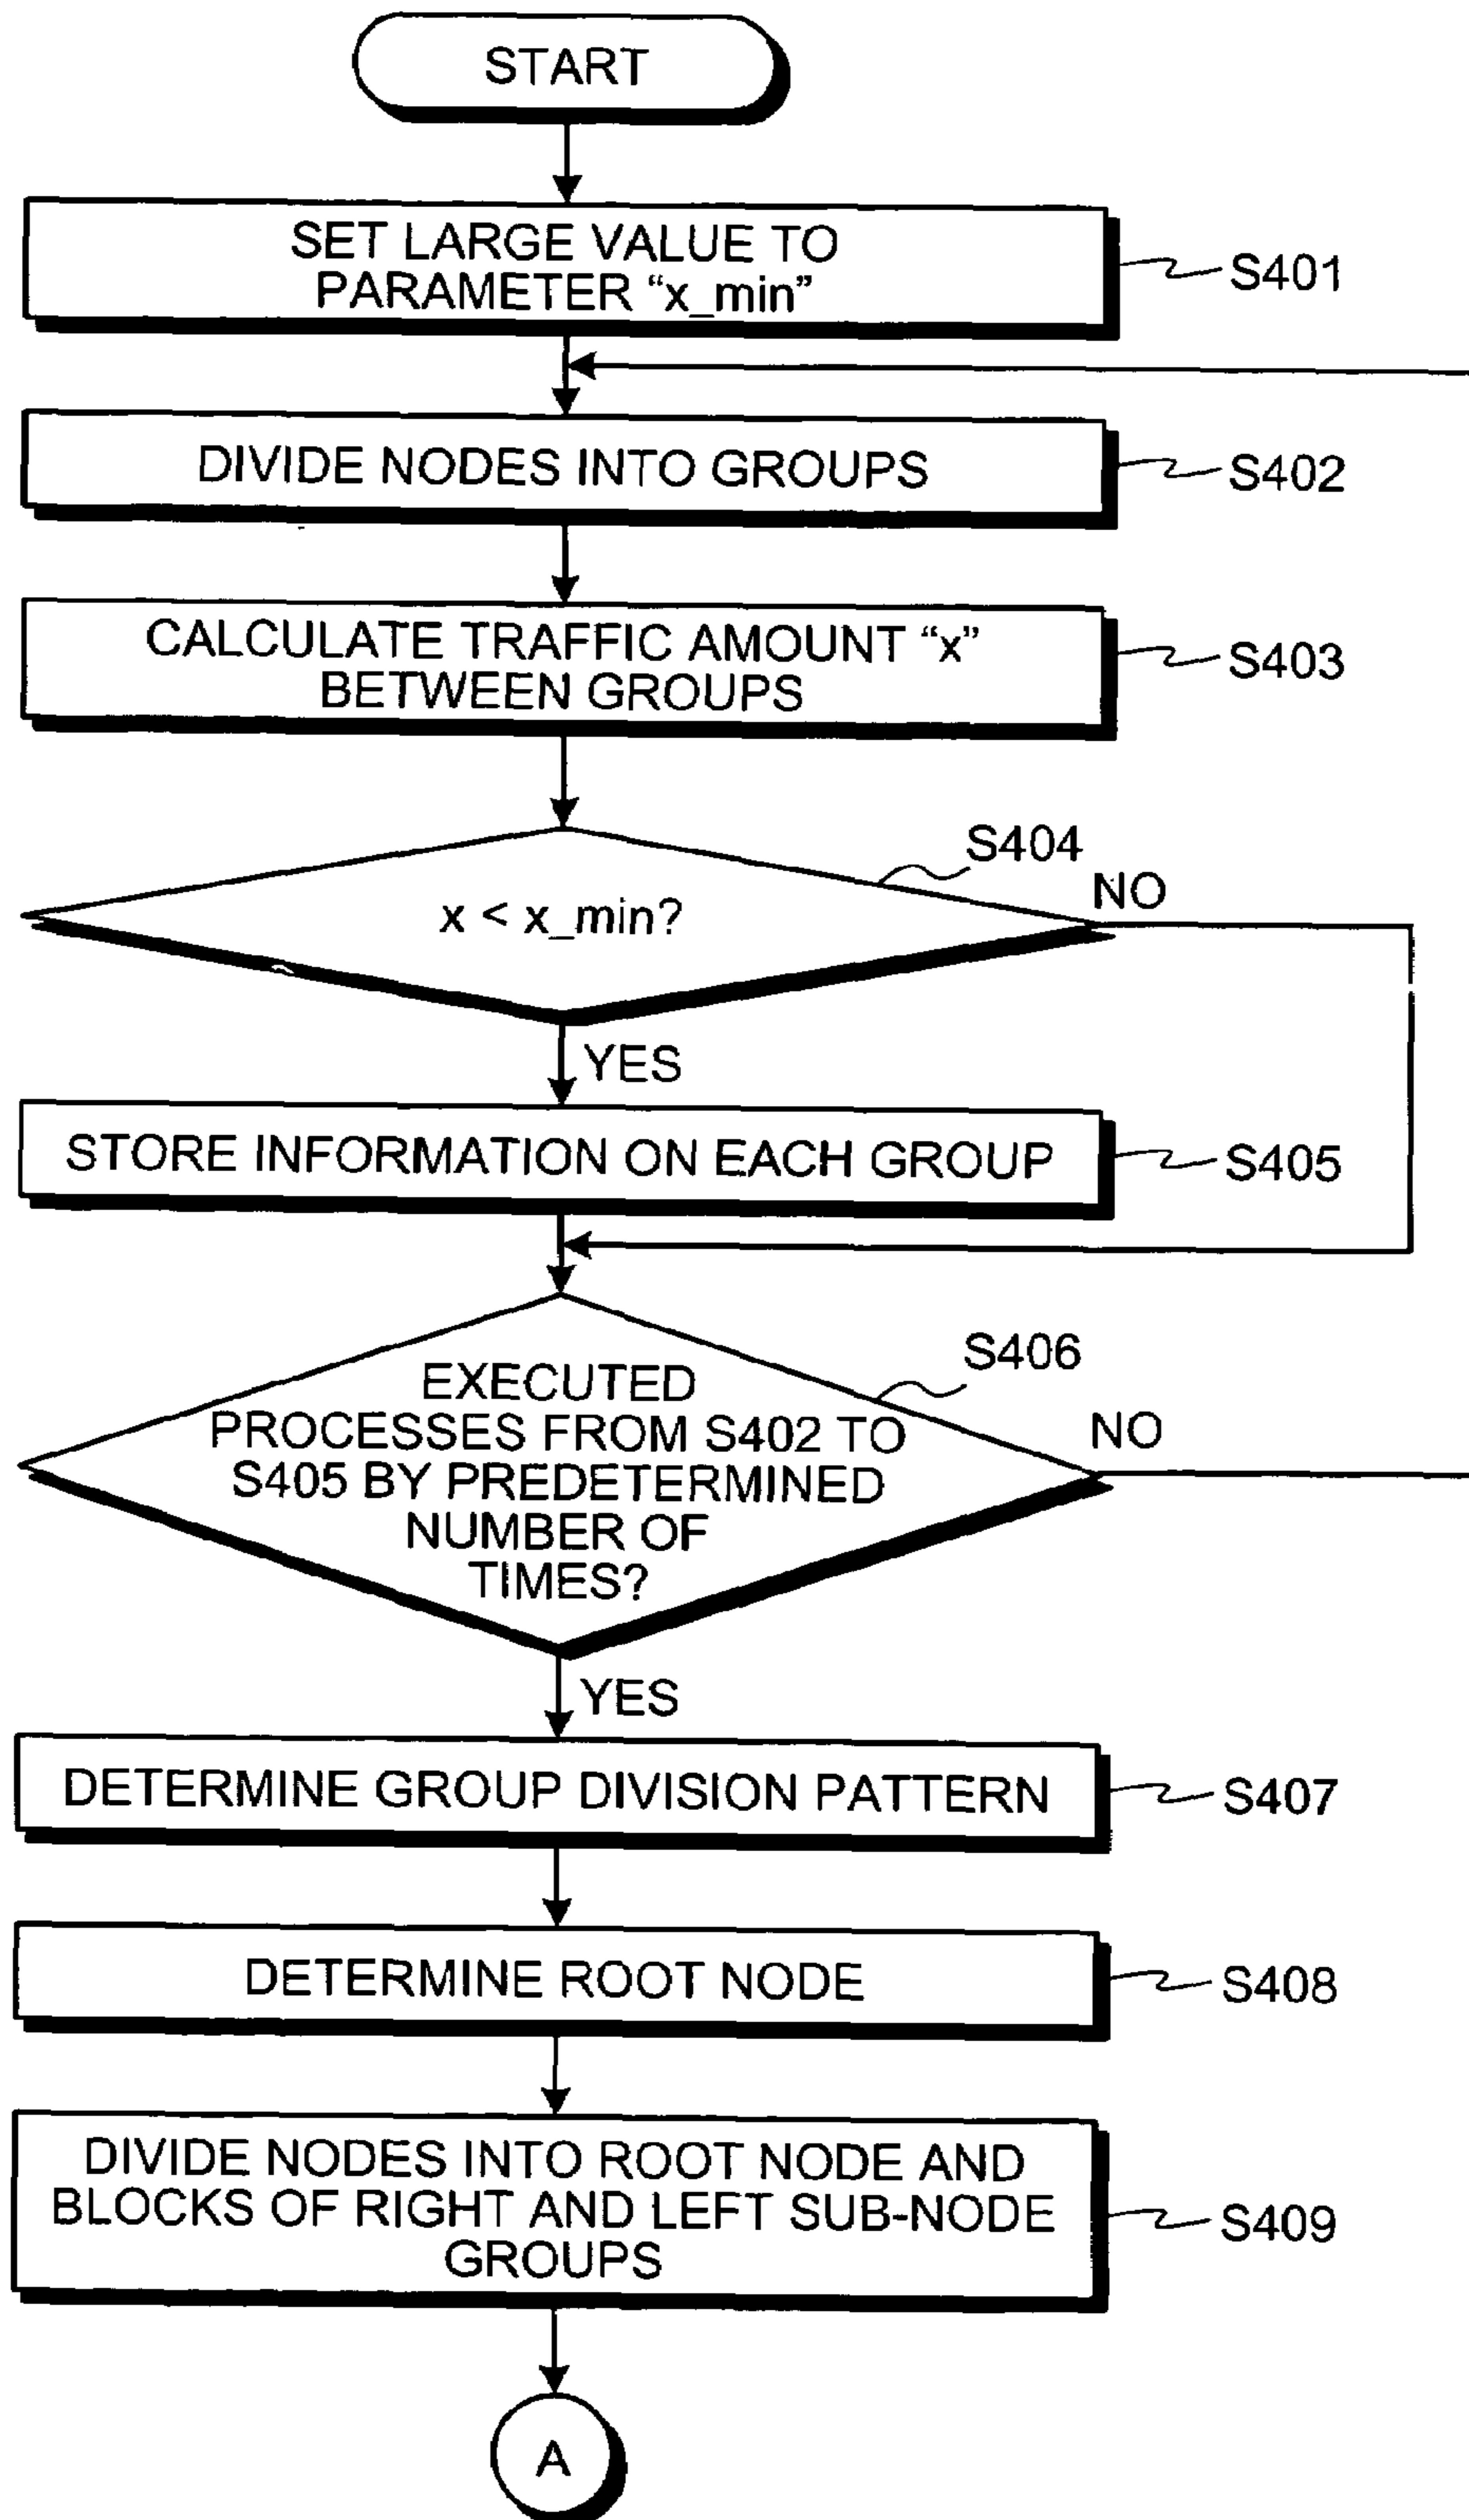 START
SET LARGE VALUE TO
PARAMETER “x_min”
S401
DIVIDE NODES INTO GROUPS
S402
CALCULATE TRAFFIC AMOUNT “x”
BETWEEN GROUPS
S403
S404
NO
x < x_min?
YES
STORE INFORMATION ON EACH GROUP
S405
S406
EXECUTED
PROCESSES FROM S402 TO
S405 BY PREDETERMINED
NUMBER OF
TIMES?
NO
YES
DETERMINE GROUP DIVISION PATTERN
S407
DETERMINE ROOT NODE
S408
DIVIDE NODES INTO ROOT NODE AND
BLOCKS OF RIGHT AND LEFT SUB-NODE
GROUPS
S409
A